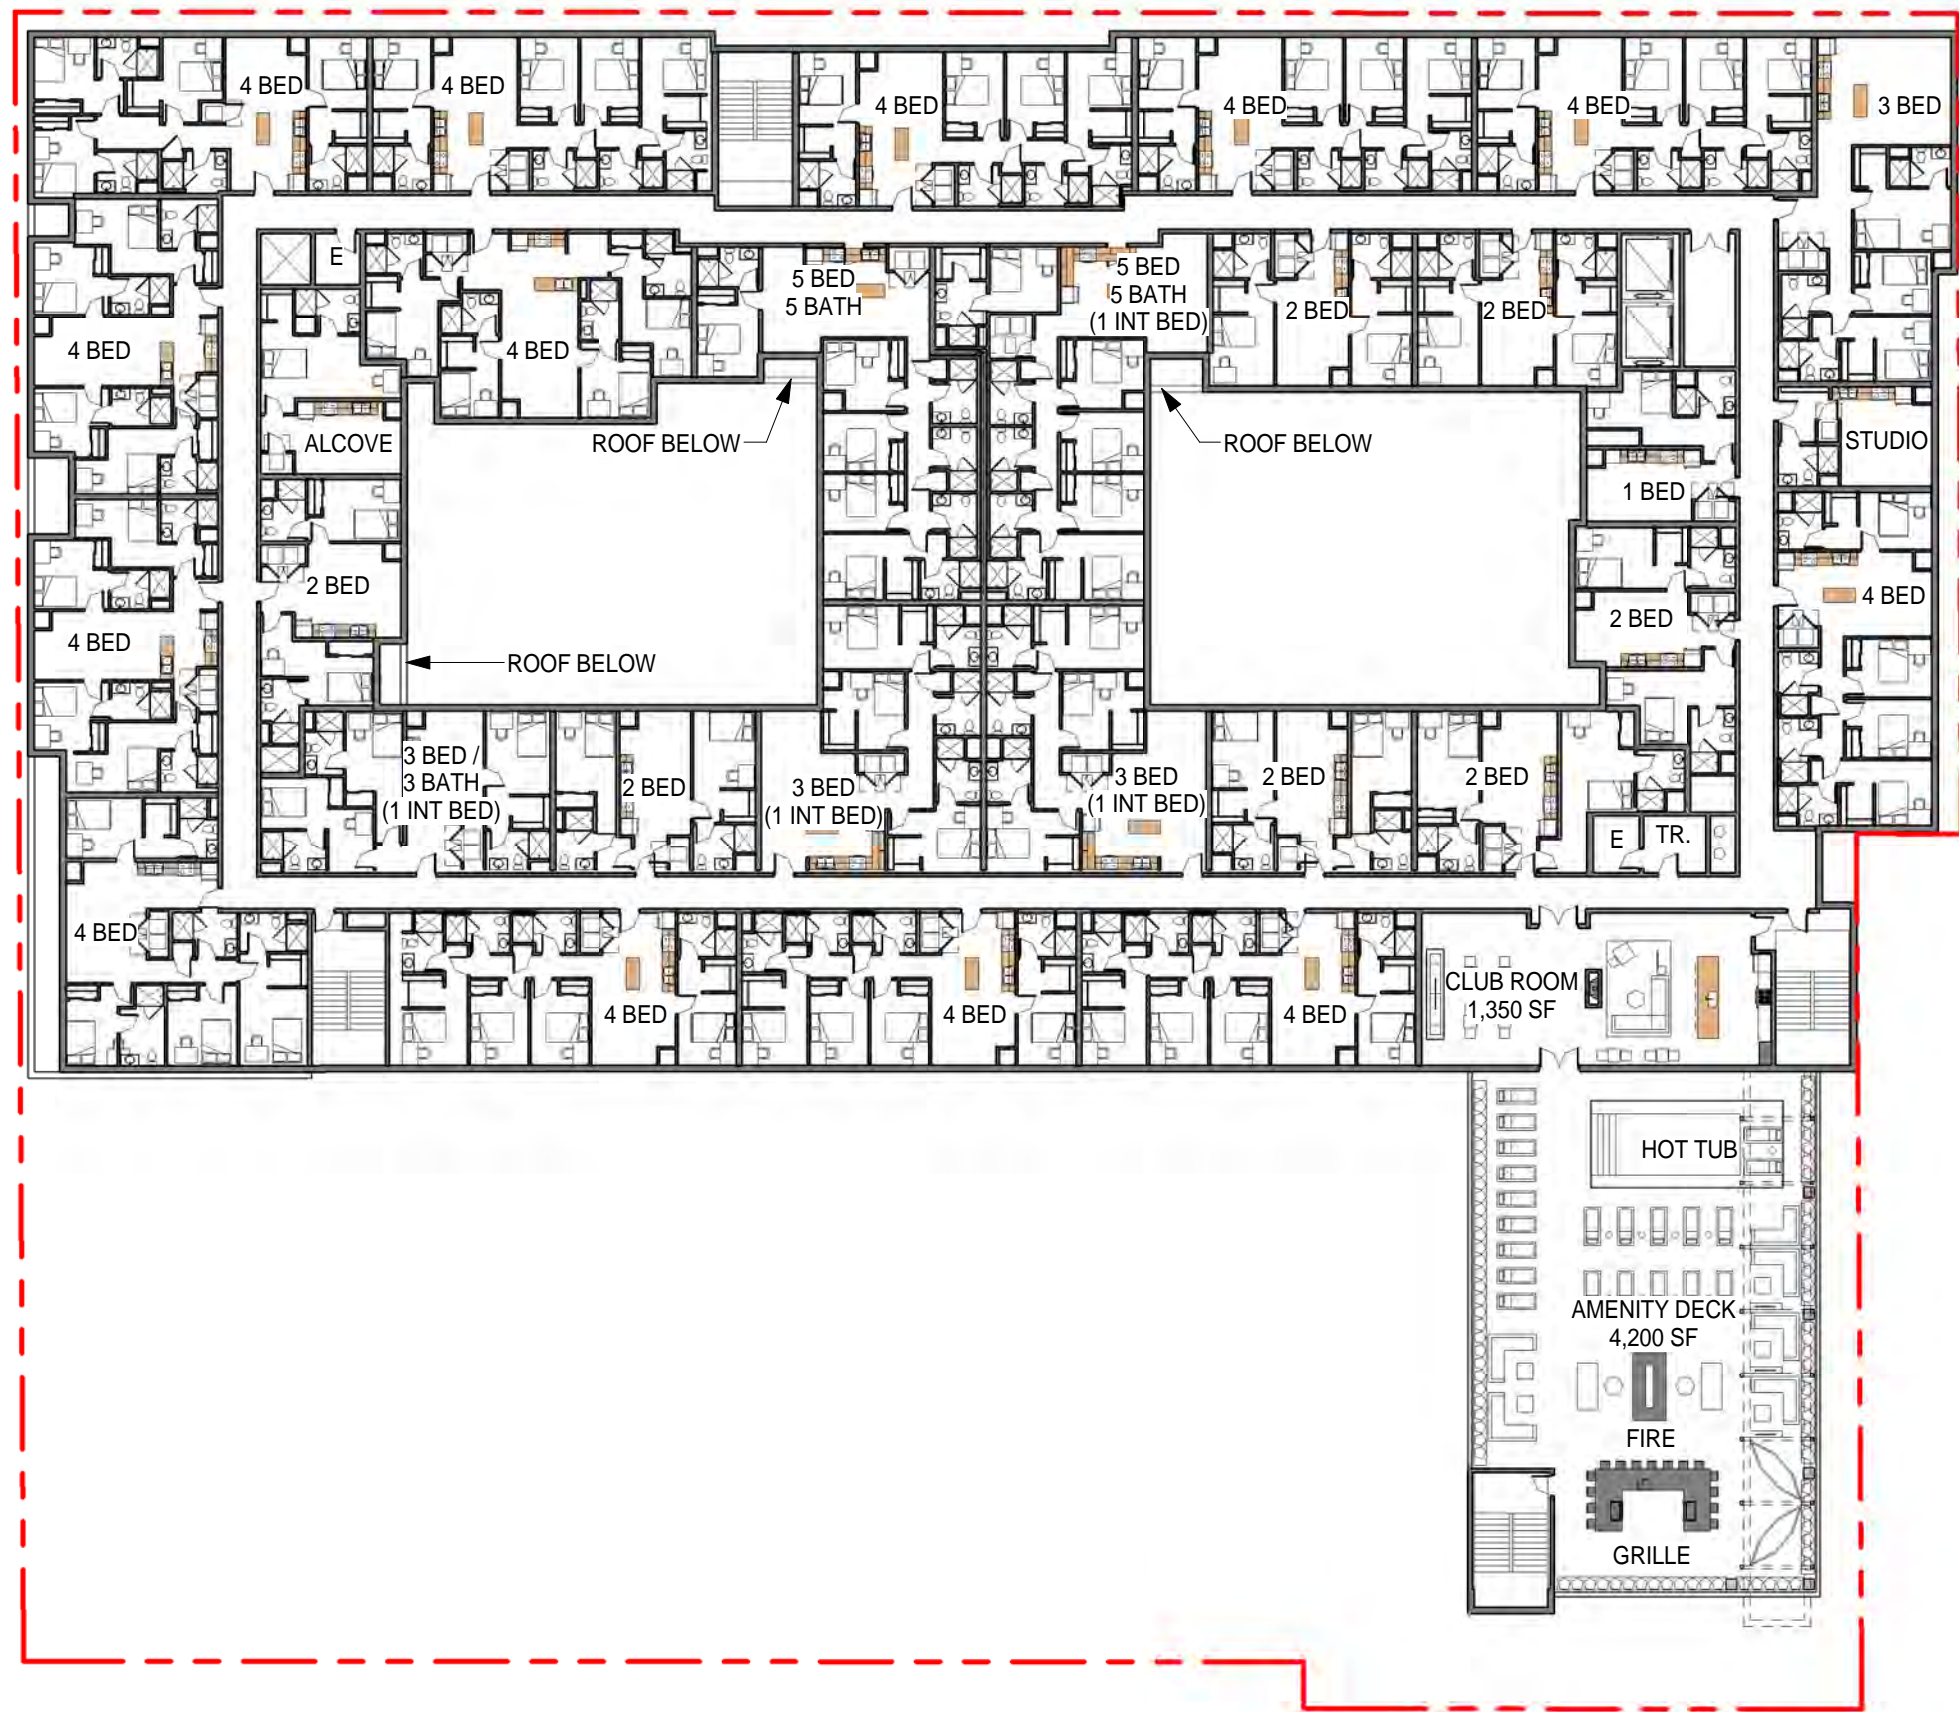 4 BED
4 BED
4 BED
4 BED
4 BED
3 BED
E
5 BED
5 BATH
5 BED
5 BATH
(1 INT BED)
2 BED
2 BED
4 BED
4 BED
ALCOVE
ROOF BELOW
ROOF BELOW
STUDIO
1 BED
2 BED
4 BED
2 BED
4 BED
ROOF BELOW
3 BED /
3 BATH
(1 INT BED)
2 BED
3 BED
(1 INT BED)
3 BED
(1 INT BED)
2 BED
2 BED
E
TR.
4 BED
4 BED
4 BED
4 BED
CLUB ROOM
1,350 SF
HOT TUB
AMENITY DECK
4,200 SF
FIRE
GRILLE